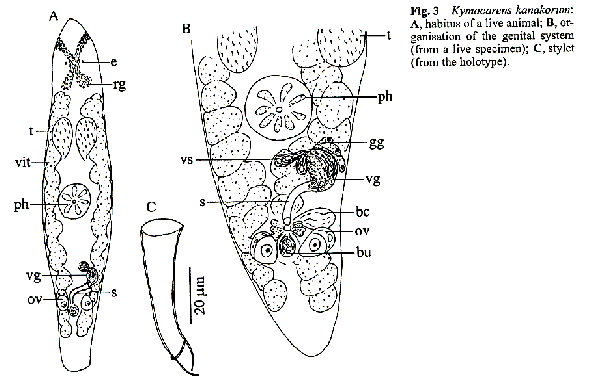 Fig. 3 Kymocarens kanakorum:
A, habitus of a live animal; B, or-
ganisation of the genital system
(from a live specimen); C, stylet
(from the holotype).
A
e
rg
t
vit
ph
vg
ov
s
C
20 µm
B
t
ph
gg
vs
vg
s
bc
ov
bu